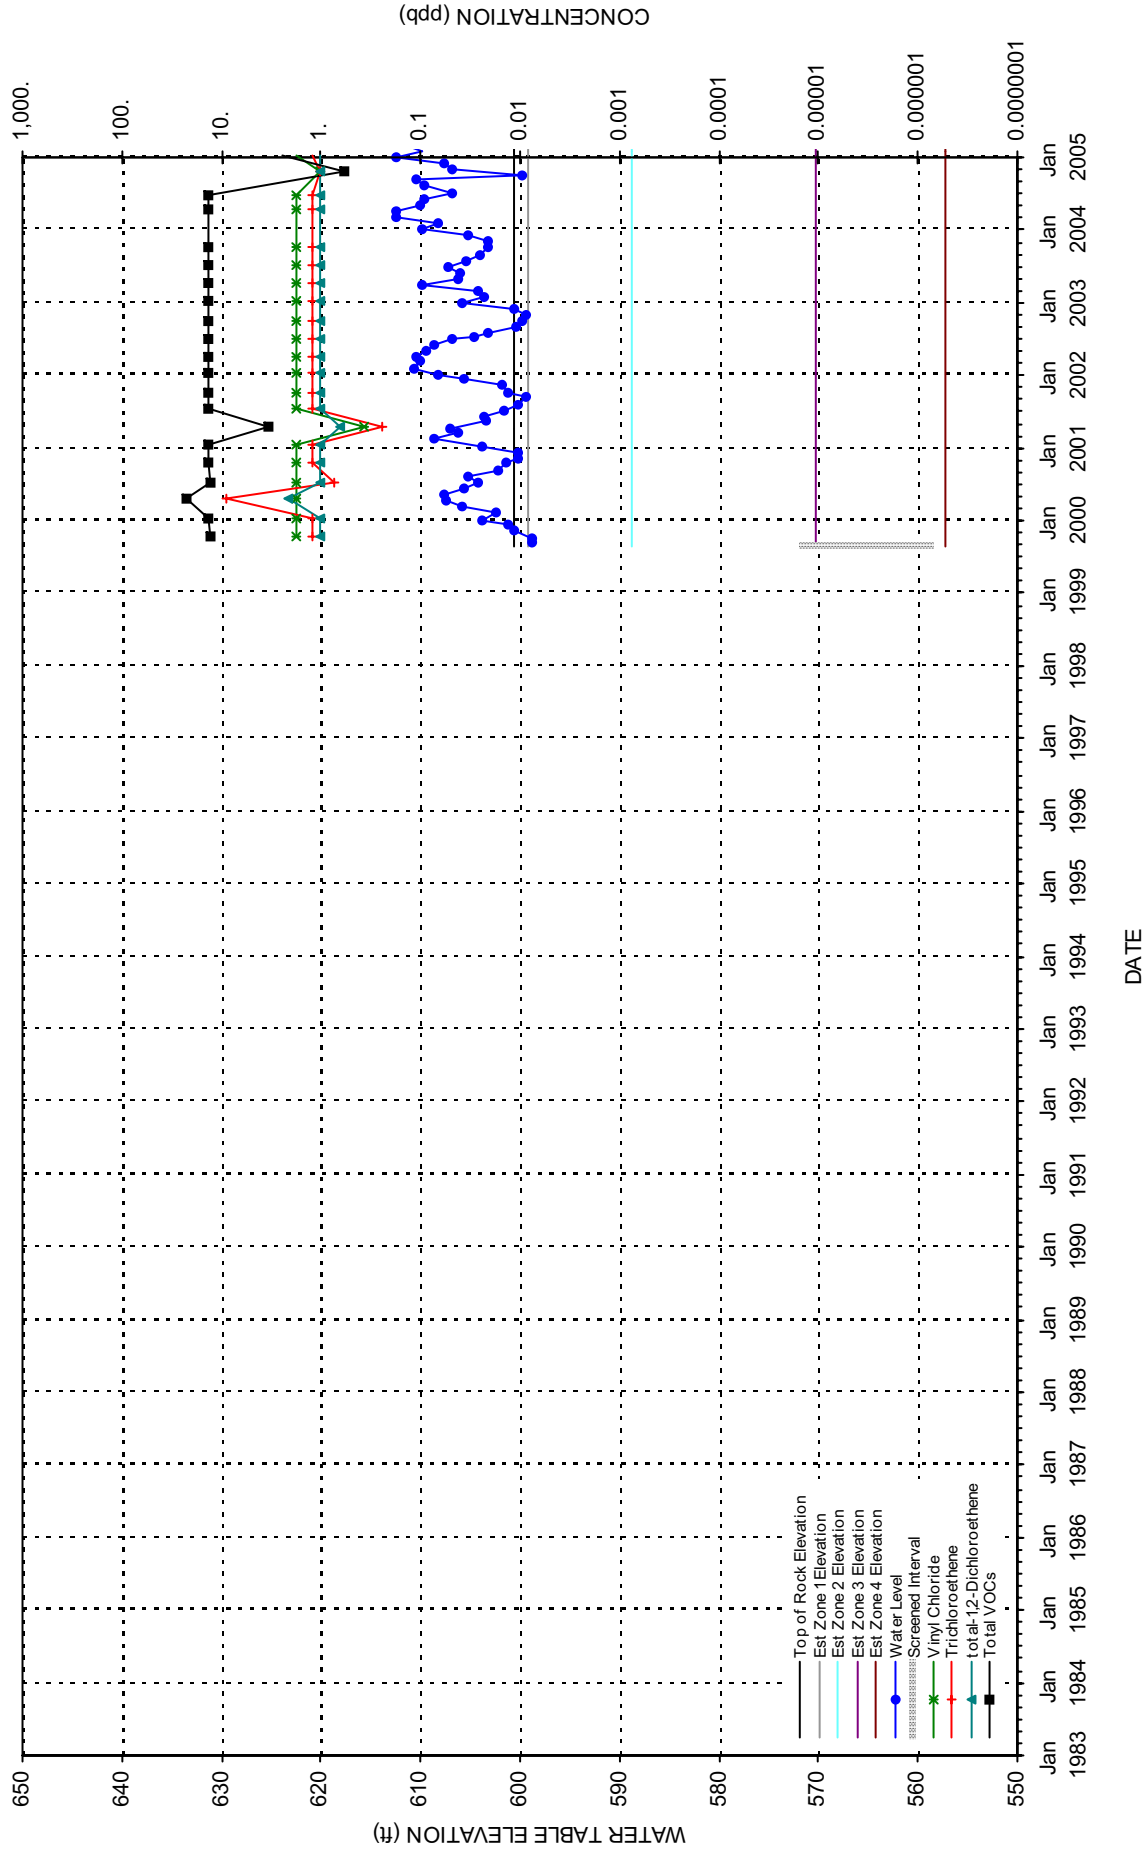 WATER TABLE ELEVATION (ft)
650
640
630
620
610
600
590
580
570
560
550
CONCENTRATION (ppb)
1,000.
100.
10.
1.
0.1
0.01
0.001
0.0001
0.00001
0.000001
0.0000001
Top of Rock Elevation
Est Zone 1 Elevation
Est Zone 2 Elevation
Est Zone 3 Elevation
Est Zone 4 Elevation
Water Level
Screened Interval
Vinyl Chloride
Trichloroethene
total-1,2-Dichloroethene
Total VOCs
Jan 1983
Jan 1984
Jan 1985
Jan 1986
Jan 1987
Jan 1988
Jan 1989
Jan 1990
Jan 1991
Jan 1992
Jan 1993
Jan 1994
Jan 1995
Jan 1996
Jan 1997
Jan 1998
Jan 1999
Jan 2000
Jan 2001
Jan 2002
Jan 2003
Jan 2004
Jan 2005
DATE